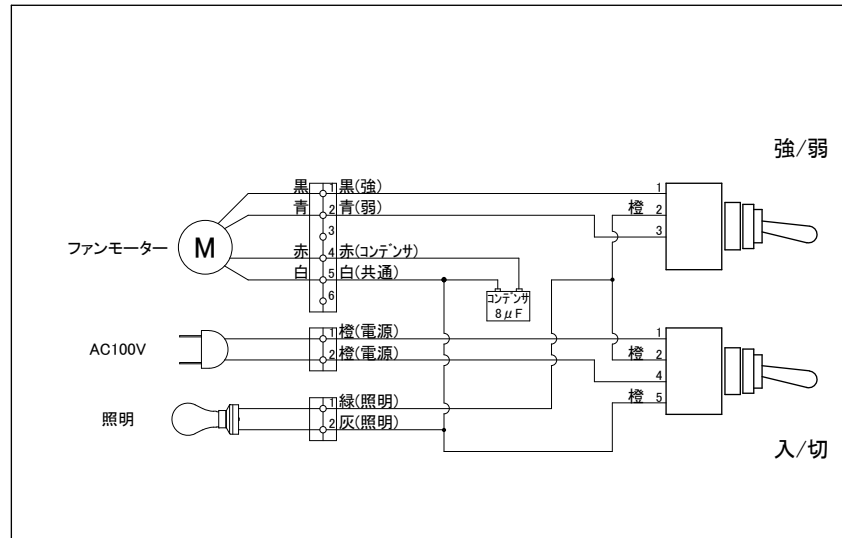 強/弱
黒 1 黒(強) 1
青 2 青(弱) 橙 2
3 3
ファンモーター M
赤 4 赤(コンデンサ)
白 5 白(共通)
6
コンデンサ
8μF
AC100V
1 橙(電源) 1
2 橙(電源) 橙 2
4
照明
1 緑(照明) 橙 5
2 灰(照明)
入/切